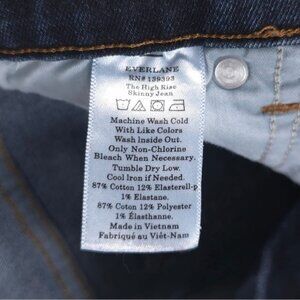 EVERLANE
RN# 139393
The High Rise
Skinny Jean
Machine Wash Cold
With Like Colors
Wash Inside Out.
Only Non-Chlorine
Bleach When Necessary.
Tumble Dry Low.
Cool Iron if Needed.
87% Cotton 12% Elasterell-p
1% Elastane.
87% Coton 12% Polyester
1% Élasthanne.
Made in Vietnam
Fabriqué au Viêt-Nam